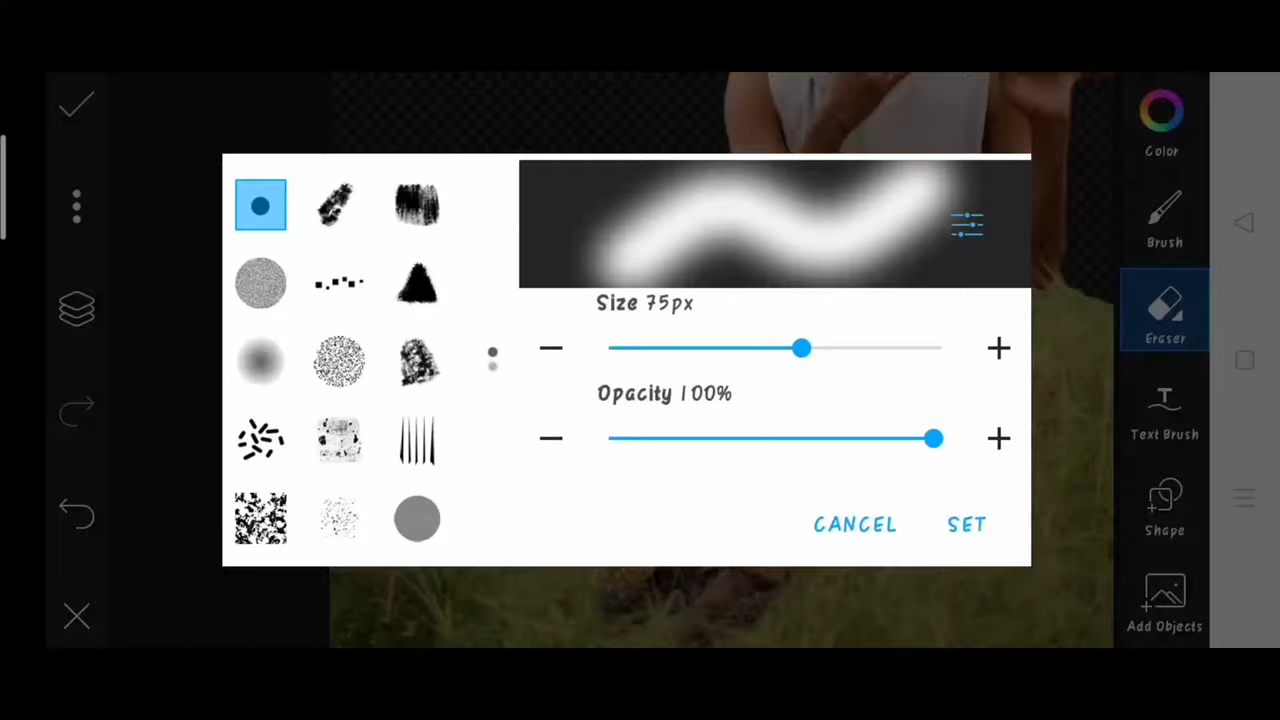 Color
Brush
Size 75px
Eraser
Opacity 100%
Text Brush
CANCEL
SET
Shape
Add Objects